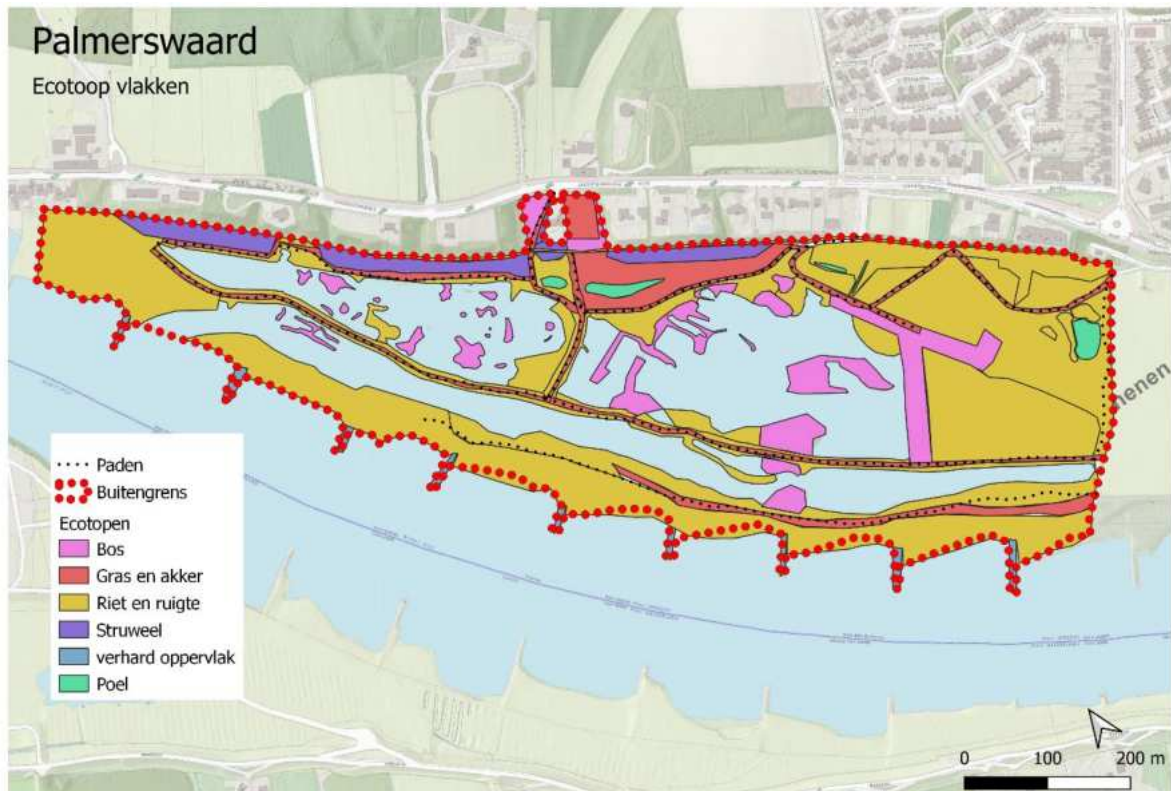 Palmerswaard
Ecotoop vlakken
Paden
Buitengrens
Ecotopen
Bos
Gras en akker
Riet en ruigte
Struweel
verhard oppervlak
Poel
henen
0 100 200 m